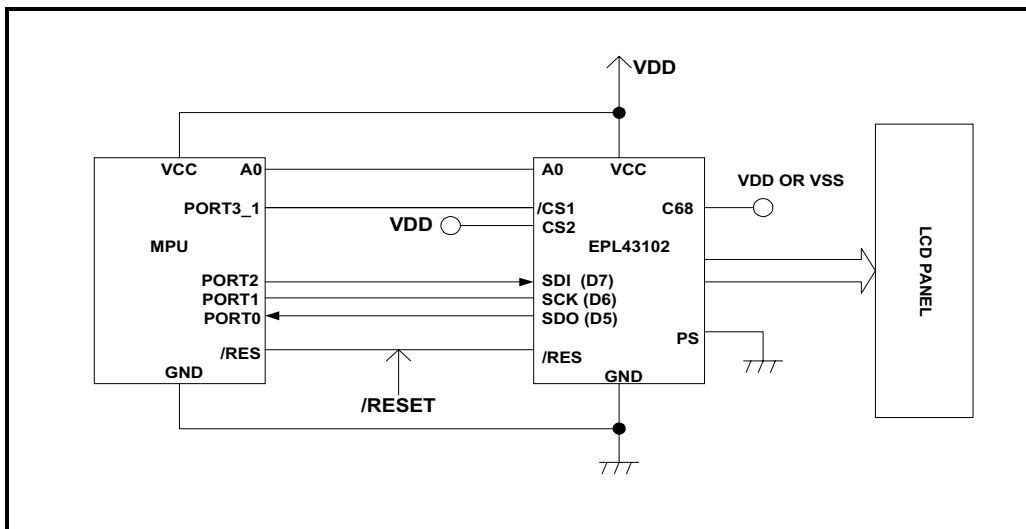 VDD
VCC
A0
PORT3_1
MPU
PORT2
PORT1
PORT0
/RES
GND
/RESET
VDD
A0
VCC
/CS1
CS2
C68
EPL43102
SDI (D7)
SCK (D6)
SDO (D5)
PS
/RES
GND
VDD OR VSS
LCD PANEL